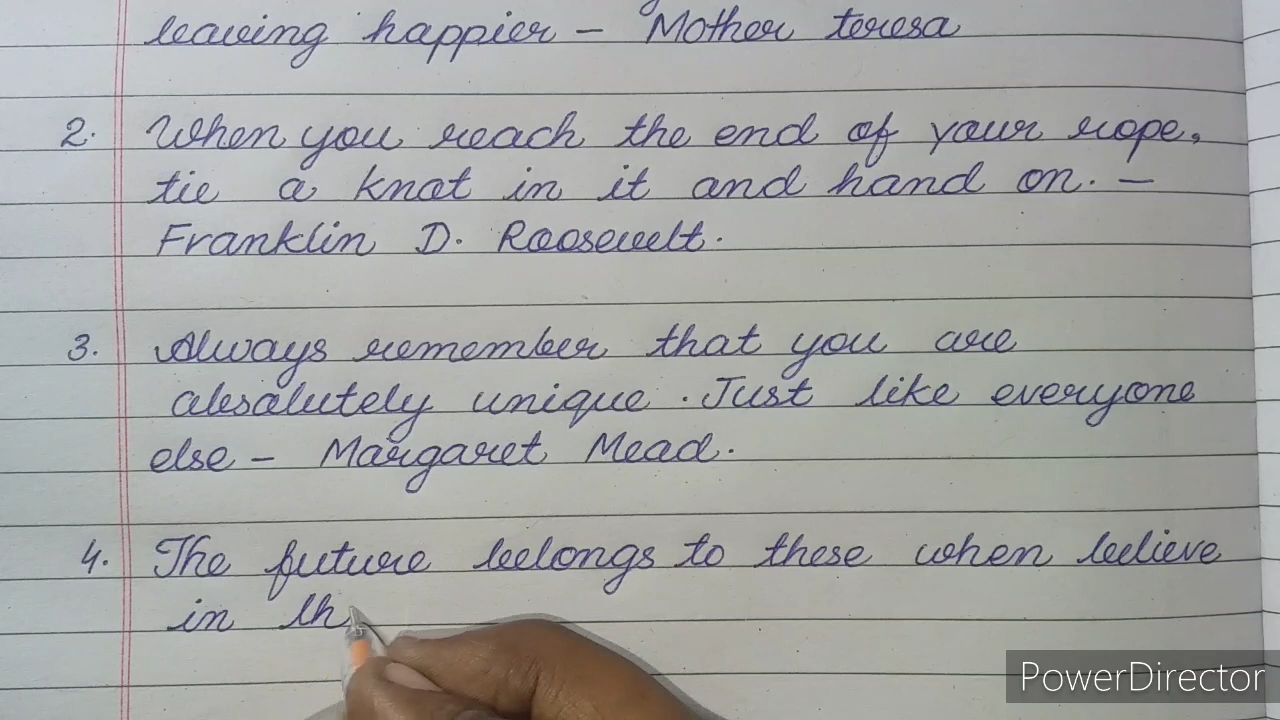 leaving happier - Mother teresa
2. When you reach the end of your rope,
tie a knot in it and hand on. -
Franklin D. Roosevelt.
3. Always remember that you are
absolutely unique. Just like everyone
else - Margaret Mead.
4. The future belongs to these when believe
in th
PowerDirector